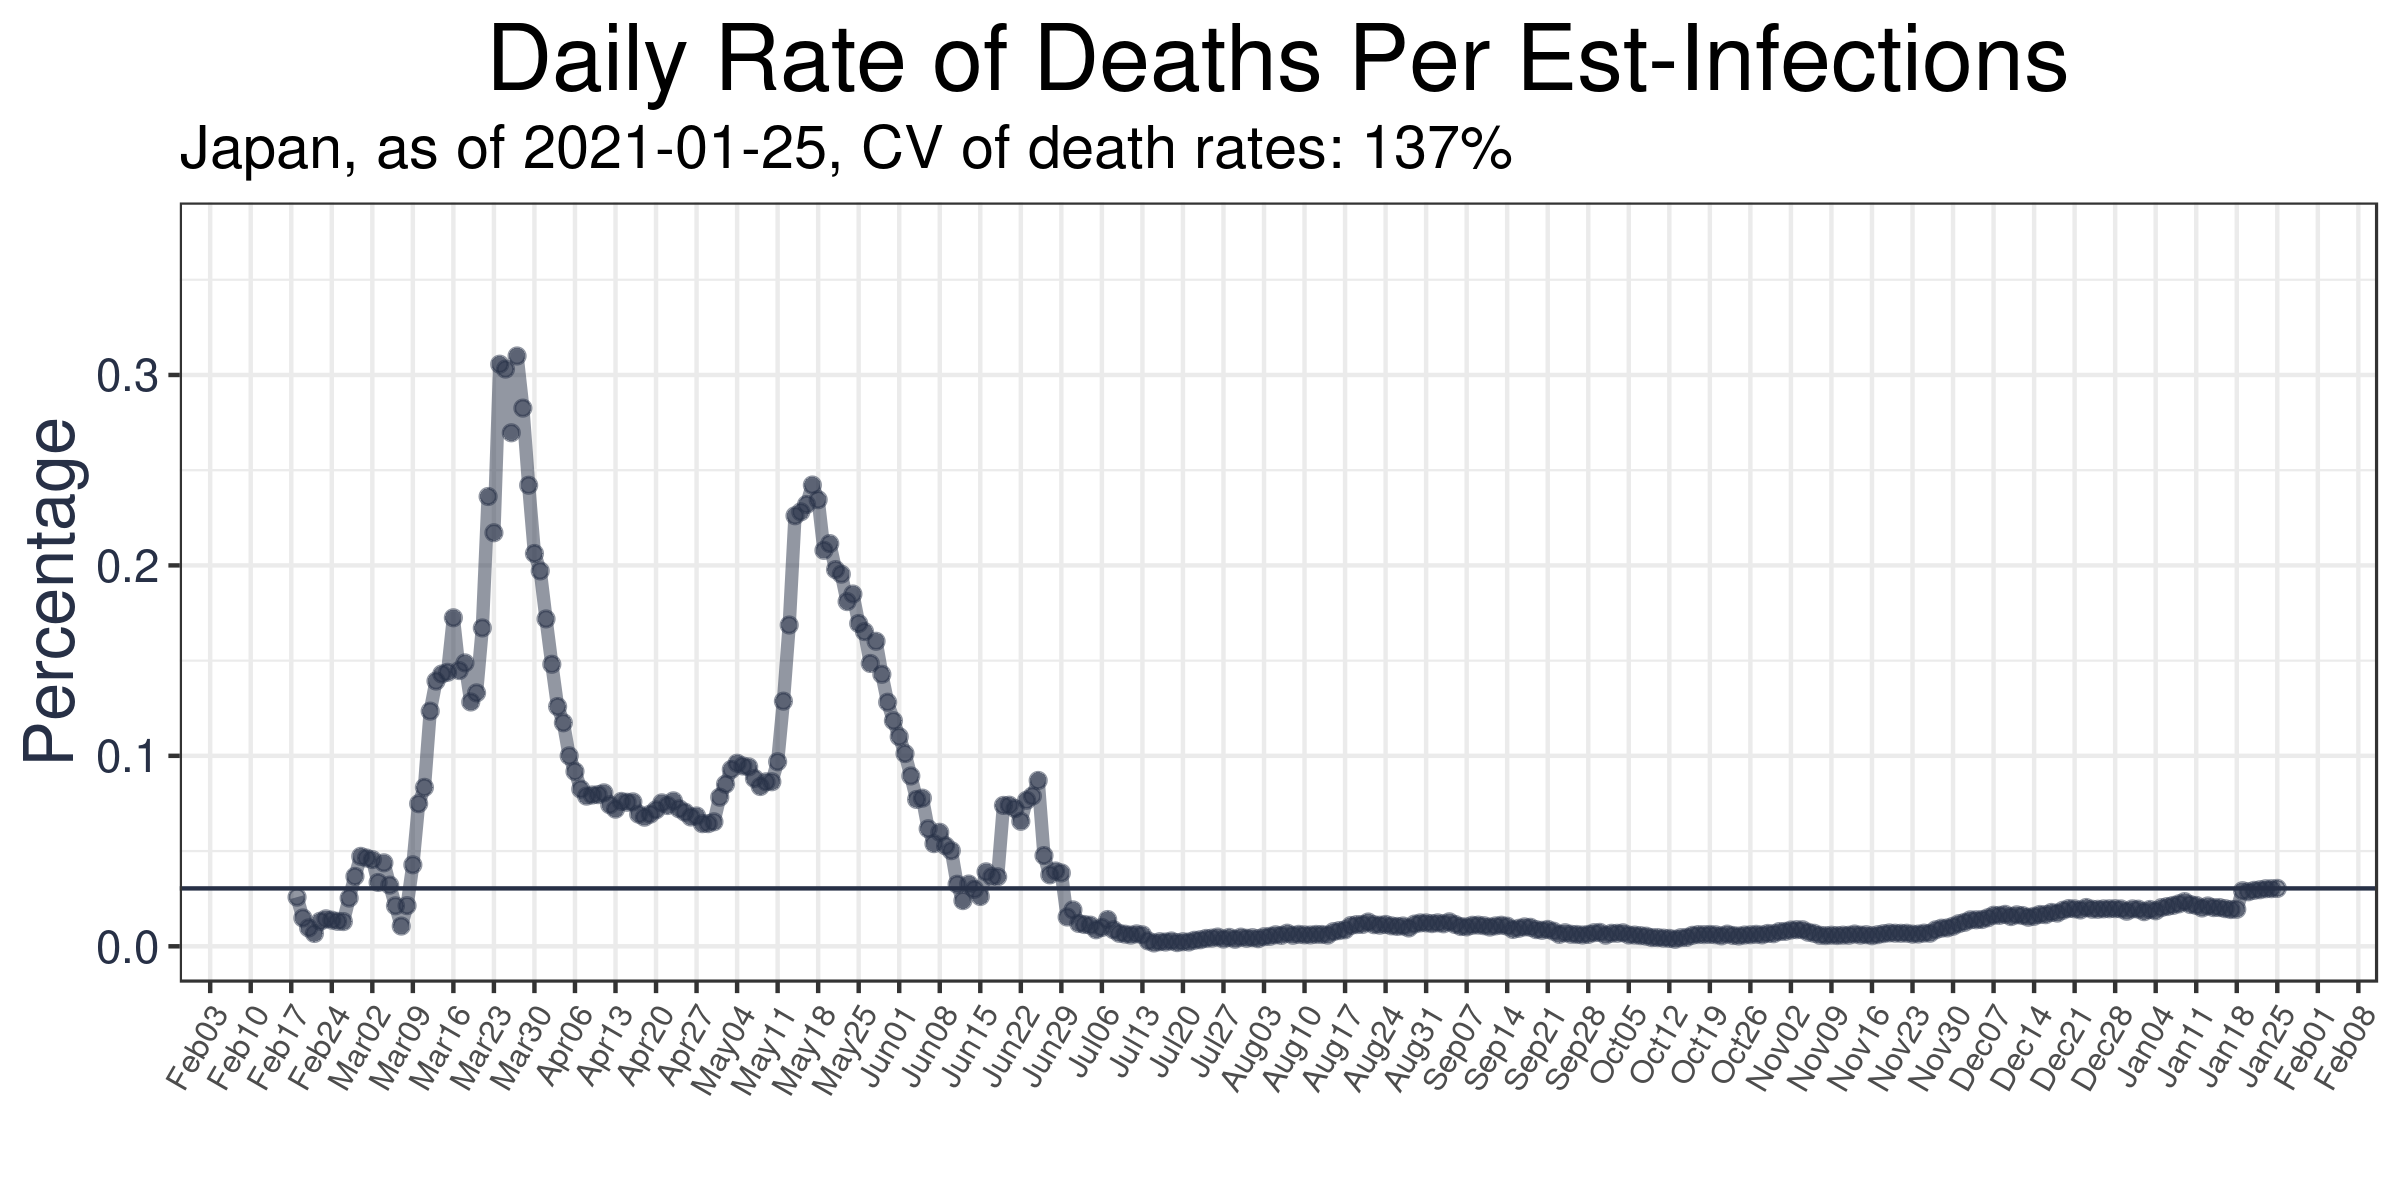 Daily Rate of Deaths Per Est-Infections
Japan, as of 2021-01-25, CV of death rates: 137%
Percentage
0.3
0.2
0.1
0.0
Feb03
Feb10
Feb17
Feb24
Mar02
Mar09
Mar16
Mar23
Mar30
Apr06
Apr13
Apr20
Apr27
May04
May11
May18
May25
Jun01
Jun08
Jun15
Jun22
Jun29
Jul06
Jul13
Jul20
Jul27
Aug03
Aug10
Aug17
Aug24
Aug31
Sep07
Sep14
Sep21
Sep28
Oct05
Oct12
Oct19
Oct26
Nov02
Nov09
Nov16
Nov23
Nov30
Dec07
Dec14
Dec21
Dec28
Jan04
Jan11
Jan18
Jan25
Feb01
Feb08